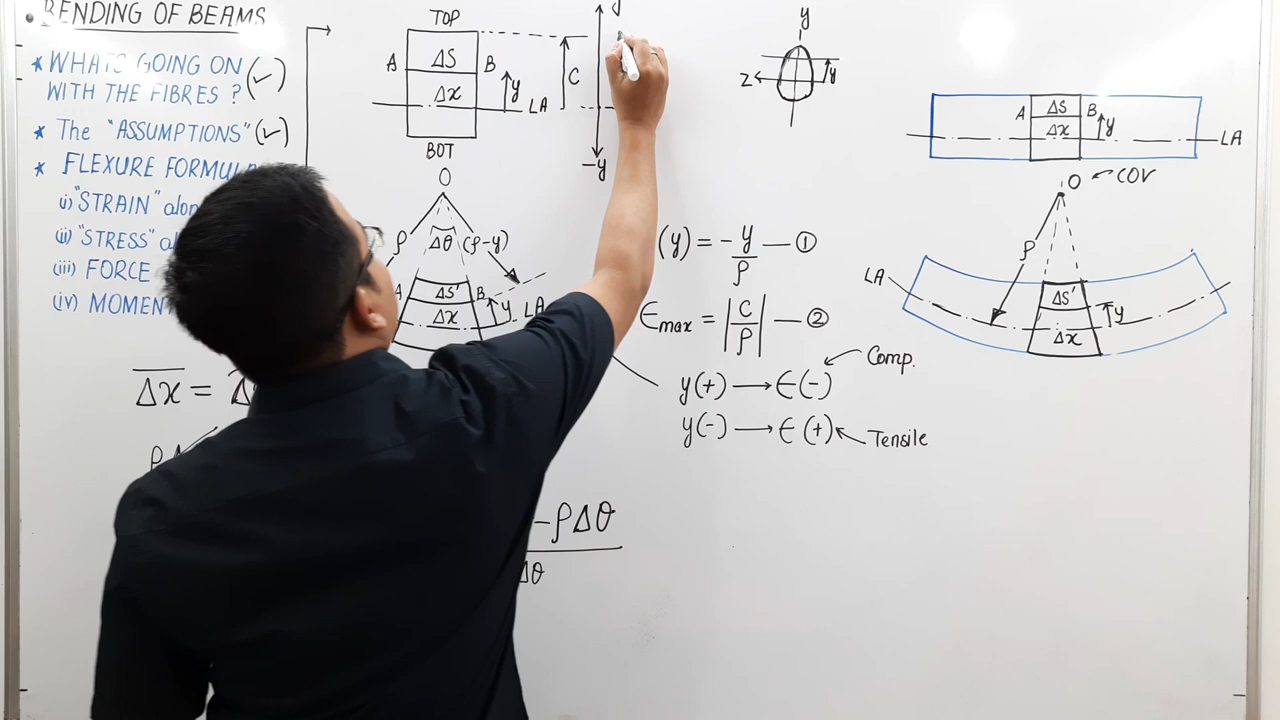 • BENDING OF BEAMS
* WHATS GOING ON
WITH THE FIBRES ? (✓)
* The "ASSUMPTIONS" (✓)
* FLEXURE FORMUL
i) "STRAIN" alon
ii) "STRESS" al
(iii) FORCE
(iv) MOMEN
TOP
A ΔS B
Δx y LA
BOT
C
-y
O
ρ Δθ (ρ-y)
A ΔS' B
Δx y LA
Δx =
ρΔ
-ρΔθ
Δθ
(y) = -y/ρ — ①
ϵmax = |C/ρ| — ②
y(+) → ϵ(-) Comp.
y(-) → ϵ(+) Tensile
y
z y
A ΔS B
Δx y LA
O COV
ρ
LA ΔS' y
Δx